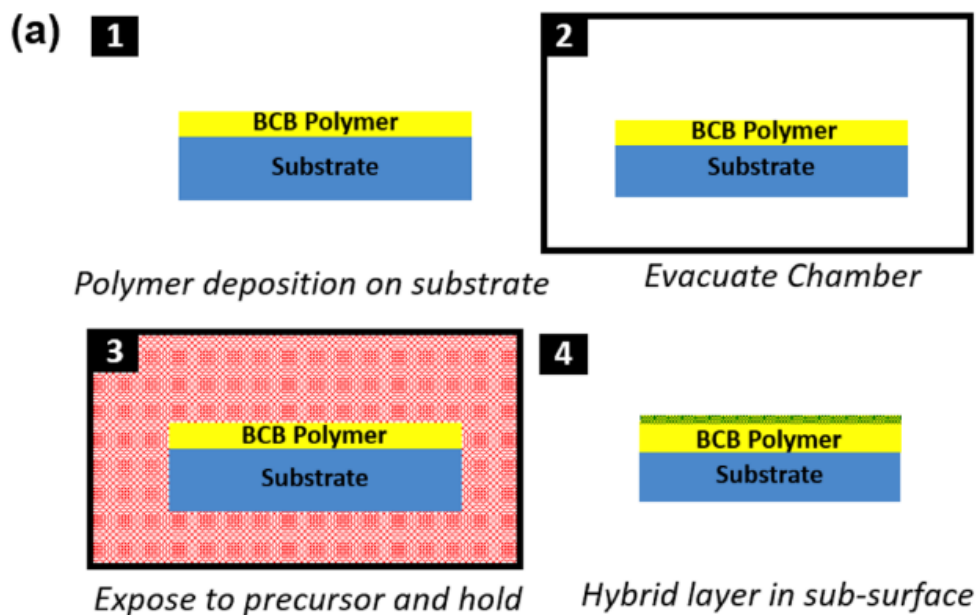 (a)
1
BCB Polymer
Substrate
Polymer deposition on substrate
2
BCB Polymer
Substrate
Evacuate Chamber
3
BCB Polymer
Substrate
Expose to precursor and hold
4
BCB Polymer
Substrate
Hybrid layer in sub-surface